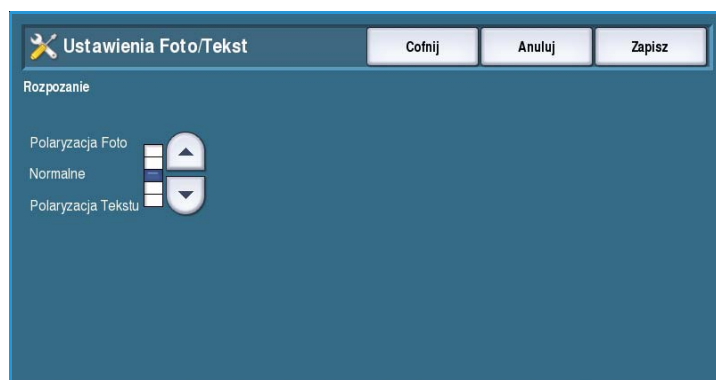 Ustawienia Foto/Tekst
Cofnij
Anuluj
Zapisz
Rozpozanie
Polaryzacja Foto
Normalne
Polaryzacja Tekstu